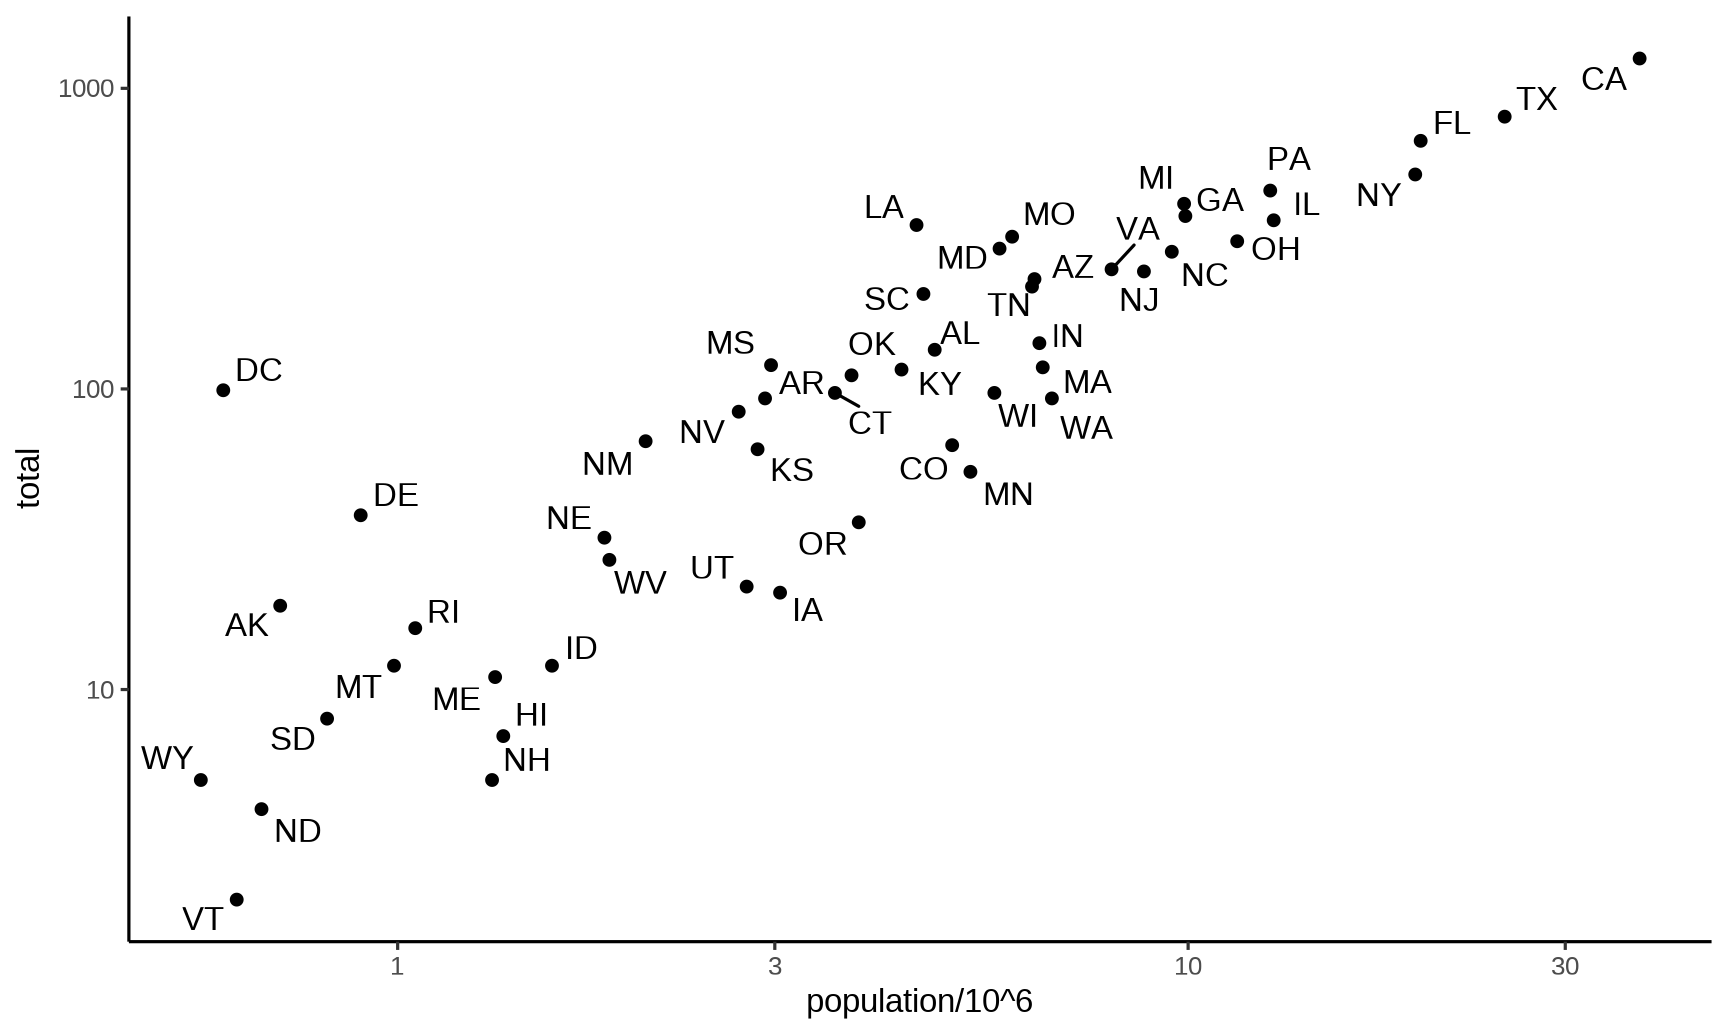 CA
1000
TX
FL
PA
MI
NY
GA
IL
LA
MO
VA
OH
MD
AZ
NC
SC
TN
NJ
AL
IN
MS
OK
DC
100
AR
KY
MA
WI
CT
WA
NV
NM
KS
CO
total
DE
MN
NE
OR
UT
WV
IA
RI
AK
ID
10
MT
ME
HI
SD
WY
NH
ND
VT
1
3
10
30
population/10^6